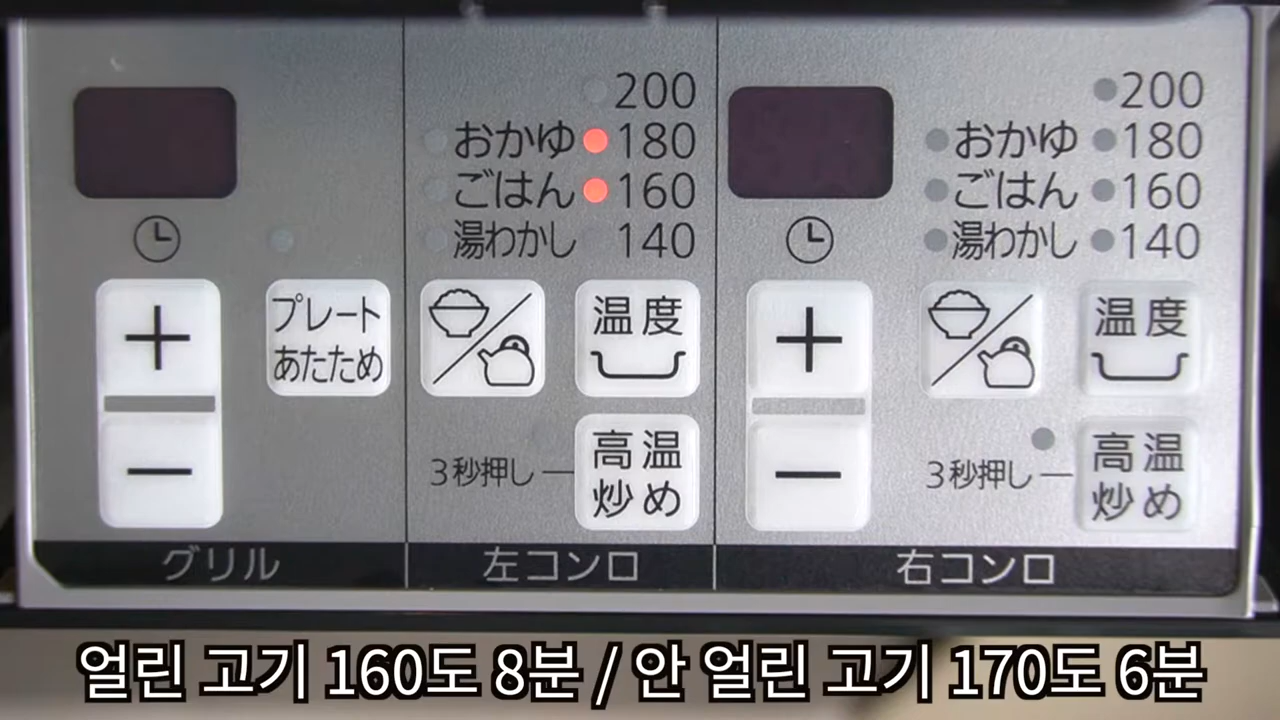 200
おかゆ 180
ごはん 160
湯わかし 140
200
おかゆ 180
ごはん 160
湯わかし 140
+
プレート
あたため
温度
+
温度
−
3秒押し
高温
炒め
−
3秒押し
高温
炒め
グリル
左コンロ
右コンロ
얼린 고기 160도 8분 / 안 얼린 고기 170도 6분